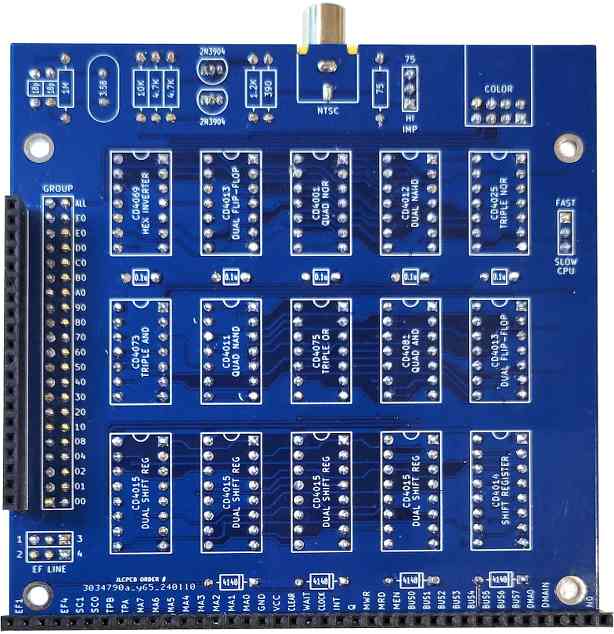 2N3904
75
10p
10p
1M
3.58
10K
4.7K
4.7K
1.2K
390
75
COLOR
2N3904
NTSC
HI
IMP
GROUP
ALL
F0
E0
D0
C0
B0
A0
90
80
70
60
50
40
30
20
10
08
04
02
01
00
CD4069
HEX INVERTER
CD4013
DUAL FLIP-FLOP
CD4001
QUAD NOR
CD4012
DUAL NAND
CD4025
TRIPLE NOR
FAST
SLOW
CPU
0.1u
0.1u
0.1u
0.1u
0.1u
CD4073
TRIPLE AND
CD4011
QUAD NAND
CD4075
TRIPLE OR
CD4081
QUAD AND
CD4013
DUAL FLIP-FLOP
CD4015
DUAL SHIFT REG
CD4015
DUAL SHIFT REG
CD4015
DUAL SHIFT REG
CD4015
DUAL SHIFT REG
CD4014
SHIFT REGISTER
1 3
2 4
EF LINE
JLCPCB ORDER #
3034790a_y65_240110
4148
4148
4148
4148
EF1
EF4
SC1
SC0
TPB
TPA
MA7
MA6
MA5
MA4
MA3
MA2
MA1
MA0
GND
VCC
CLEAR
WAIT
CLOCK
INT
Q
MWR
MRD
MEN
BUS0
BUS1
BUS2
BUS3
BUS4
BUS5
BUS6
BUS7
DMAO
DMAIN